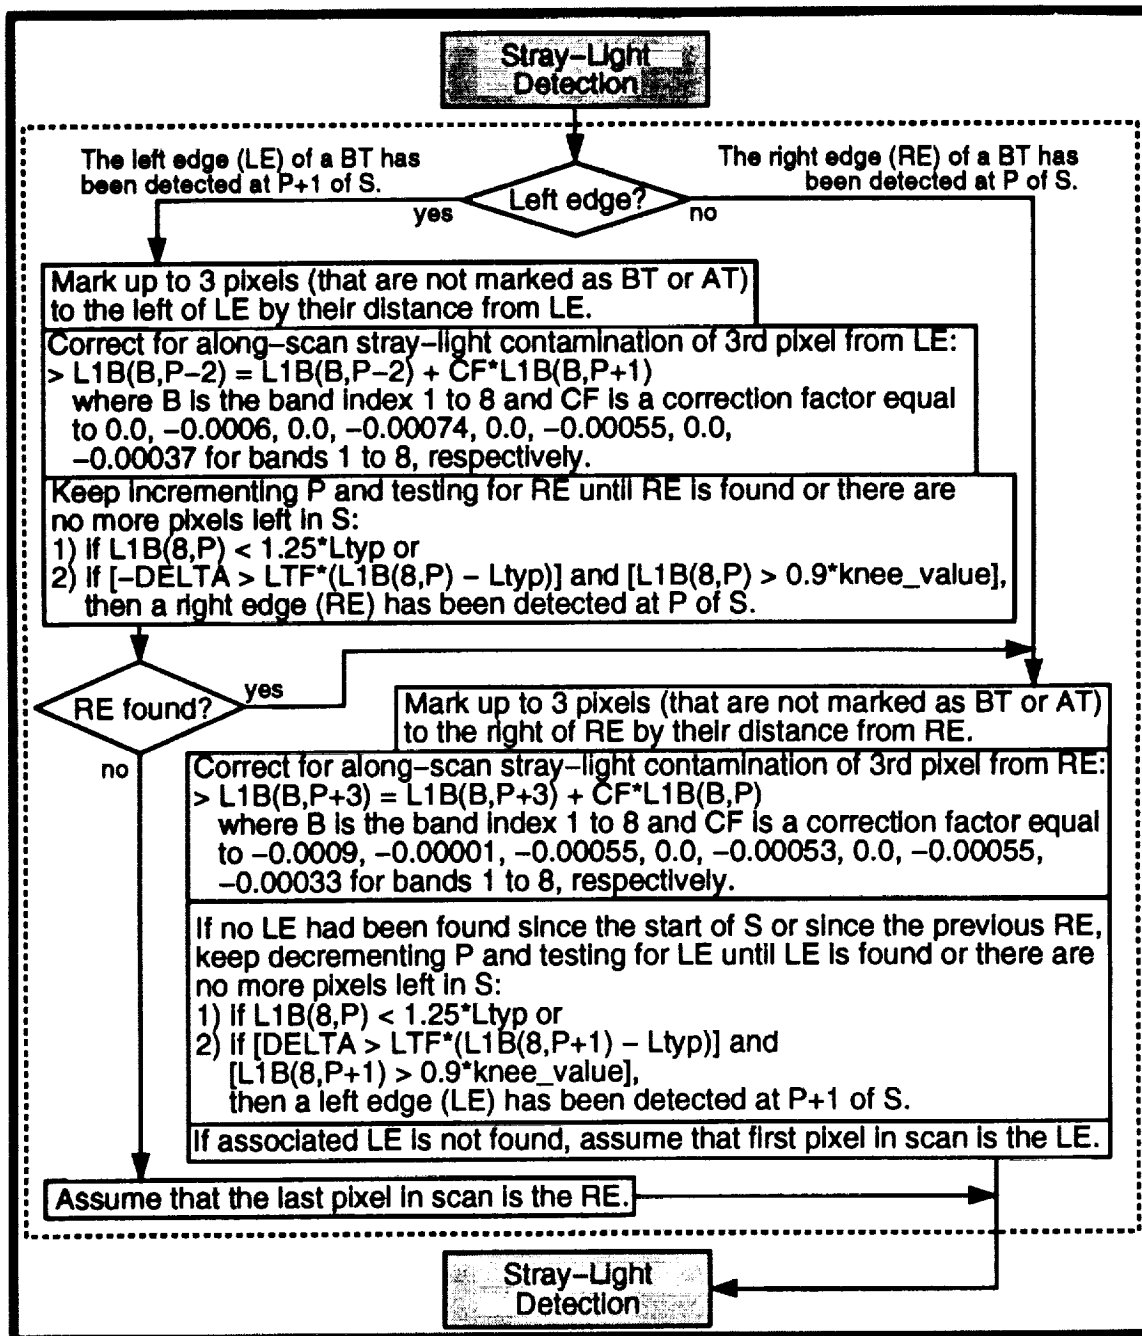 Stray–Light
Detection
The left edge (LE) of a BT has
been detected at P+1 of S.
The right edge (RE) of a BT has
been detected at P of S.
Left edge?
yes
no
Mark up to 3 pixels (that are not marked as BT or AT)
to the left of LE by their distance from LE.
Correct for along–scan stray–light contamination of 3rd pixel from LE:
> L1B(B,P–2) = L1B(B,P–2) + CF*L1B(B,P+1)
where B is the band index 1 to 8 and CF is a correction factor equal
to 0.0, –0.0006, 0.0, –0.00074, 0.0, –0.00055, 0.0,
–0.00037 for bands 1 to 8, respectively.
Keep incrementing P and testing for RE until RE is found or there are
no more pixels left in S:
1) if L1B(8,P) < 1.25*Ltyp or
2) if [–DELTA > LTF*(L1B(8,P) – Ltyp)] and [L1B(8,P) > 0.9*knee_value],
then a right edge (RE) has been detected at P of S.
RE found?
yes
no
Mark up to 3 pixels (that are not marked as BT or AT)
to the right of RE by their distance from RE.
Correct for along–scan stray–light contamination of 3rd pixel from RE:
> L1B(B,P+3) = L1B(B,P+3) + CF*L1B(B,P)
where B is the band index 1 to 8 and CF is a correction factor equal
to –0.0009, –0.00001, –0.00055, 0.0, –0.00053, 0.0, –0.00055,
–0.00033 for bands 1 to 8, respectively.
If no LE had been found since the start of S or since the previous RE,
keep decrementing P and testing for LE until LE is found or there are
no more pixels left in S:
1) if L1B(8,P) < 1.25*Ltyp or
2) if [DELTA > LTF*(L1B(8,P+1) – Ltyp)] and
[L1B(8,P+1) > 0.9*knee_value],
then a left edge (LE) has been detected at P+1 of S.
If associated LE is not found, assume that first pixel in scan is the LE.
Assume that the last pixel in scan is the RE.
Stray–Light
Detection